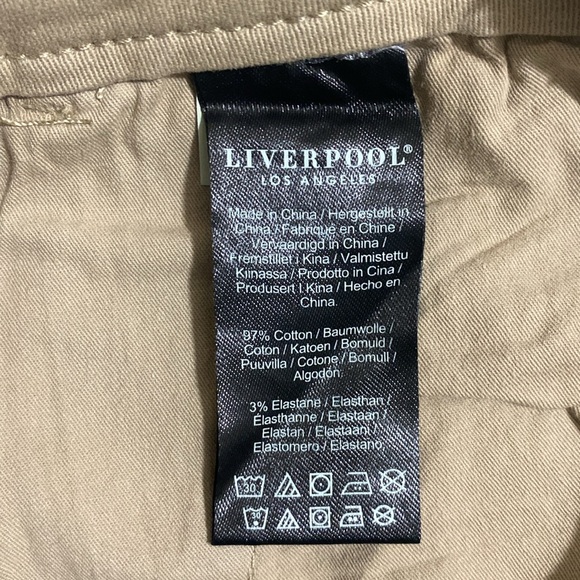 LIVERPOOL®
LOS ANGELES
Made in China / Hergestellt in
China / Fabriqué en Chine /
Vervaardigd in China /
Fremstillet i Kina / Valmistettu
Kiinassa / Prodotto in Cina /
Produsert I Kina / Hecho en
China.
97% Cotton / Baumwolle /
Coton / Katoen / Bomuld /
Puuvilla / Cotone / Bomull /
Algodón.
3% Elastane / Elasthan /
Élasthanne / Elastaan /
Elastan / Elastaani /
Elastomero / Elastano.
30
30